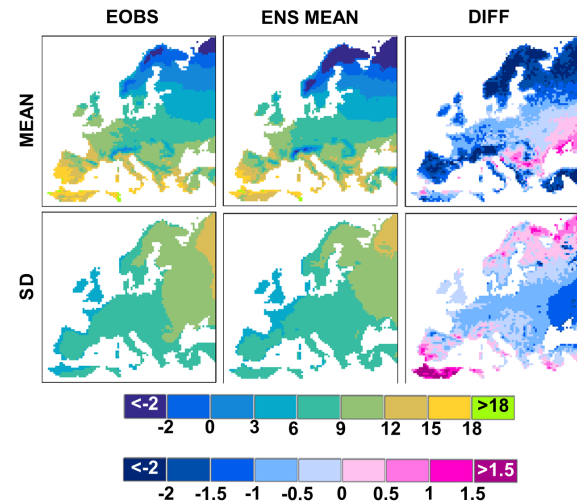 EOBS ENS MEAN DIFF
MEAN
SD
<-2 >18
-2 0 3 6 9 12 15 18
<-2 >1.5
-2 -1.5 -1 -0.5 0 0.5 1 1.5